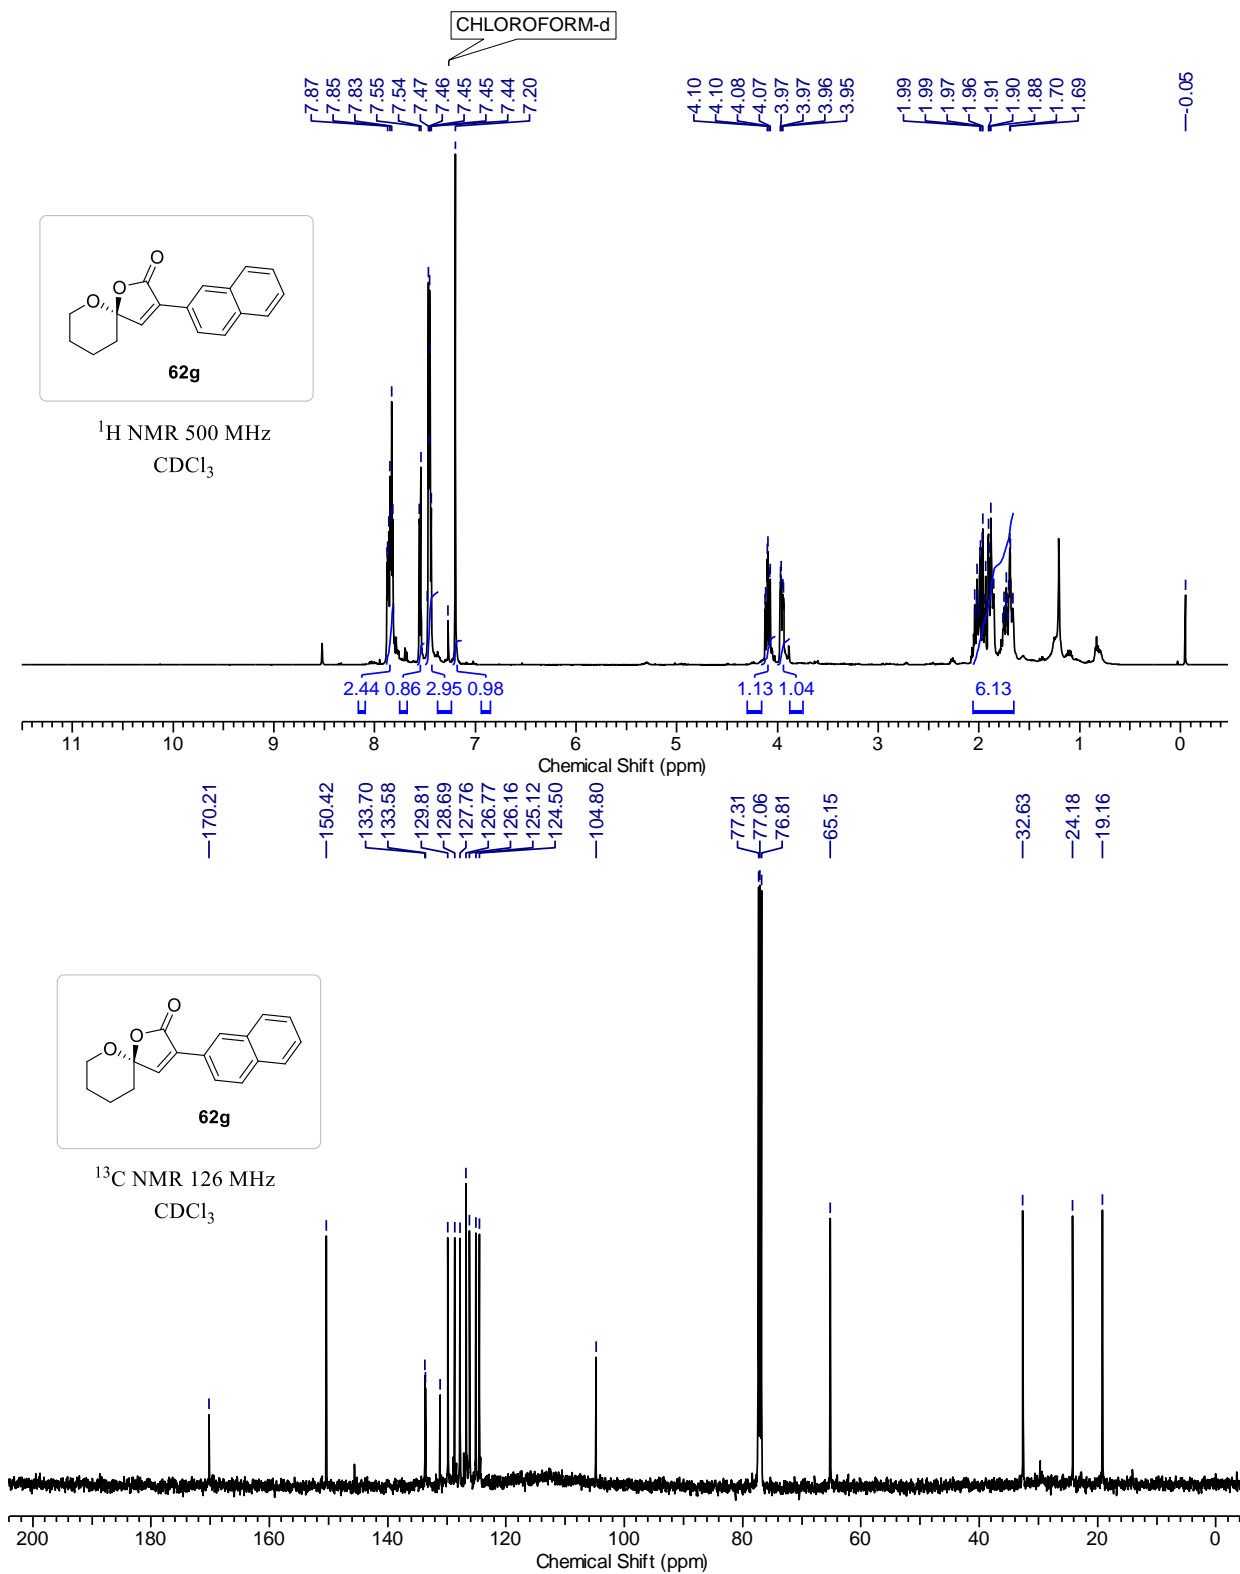 CHLOROFORM-d
7.87 7.85 7.83 7.55 7.54 7.47 7.46 7.45 7.45 7.44 7.20 4.10 4.10 4.08 4.07 3.97 3.97 3.96 3.95 1.99 1.99 1.97 1.96 1.91 1.90 1.88 1.70 1.69 -0.05
O
O
O
62g
1H NMR 500 MHz
CDCl3
2.44 0.86 2.95 0.98 1.13 1.04 6.13
11 10 9 8 7 6 5 4 3 2 1 0
Chemical Shift (ppm)
170.21 150.42 133.70 133.58 129.81 128.69 127.76 126.77 126.16 125.12 124.50 104.80 77.31 77.06 76.81 65.15 32.63 24.18 19.16
O
O
O
62g
13C NMR 126 MHz
CDCl3
200 180 160 140 120 100 80 60 40 20 0
Chemical Shift (ppm)